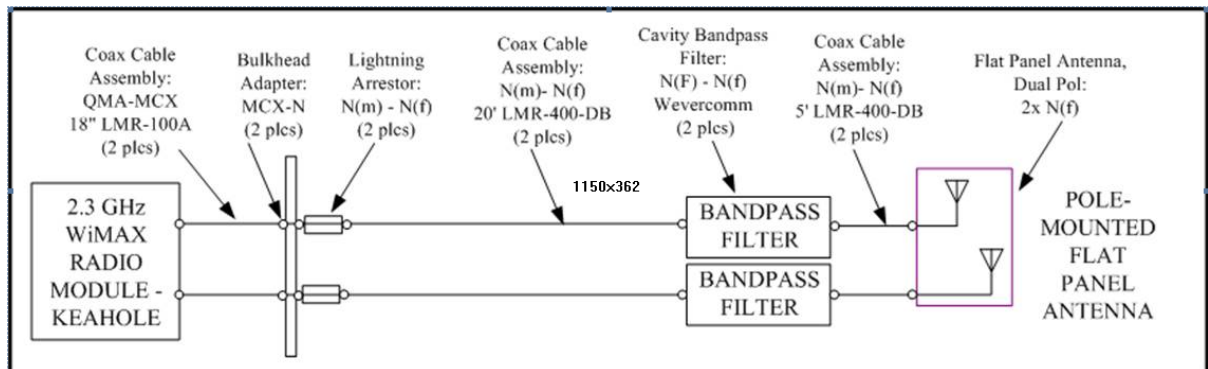 Coax Cable
Assembly:
QMA-MCX
18" LMR-100A
(2 plcs)
Bulkhead
Adapter:
MCX-N
(2 plcs)
Lightning
Arrestor:
N(m) - N(f)
(2 plcs)
Coax Cable
Assembly:
N(m)- N(f)
20' LMR-400-DB
(2 plcs)
Cavity Bandpass
Filter:
N(F) - N(f)
Wevercomm
(2 plcs)
Coax Cable
Assembly:
N(m)- N(f)
5' LMR-400-DB
(2 plcs)
Flat Panel Antenna,
Dual Pol:
2x N(f)
1150×362
2.3 GHz
WiMAX
RADIO
MODULE -
KEAHOLE
BANDPASS
FILTER
BANDPASS
FILTER
POLE-
MOUNTED
FLAT
PANEL
ANTENNA